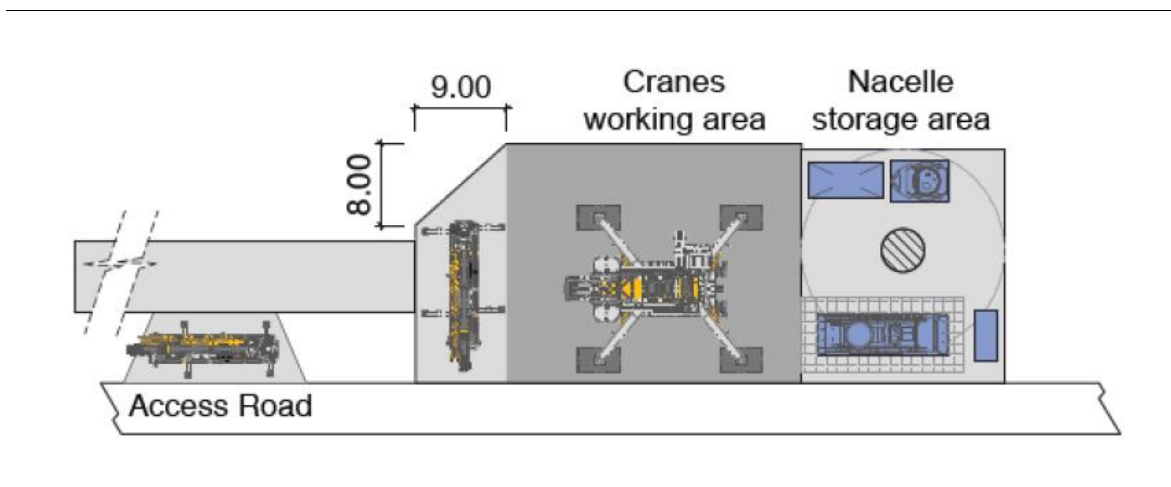 9.00
Cranes
working area
Nacelle
storage area
8.00
Access Road